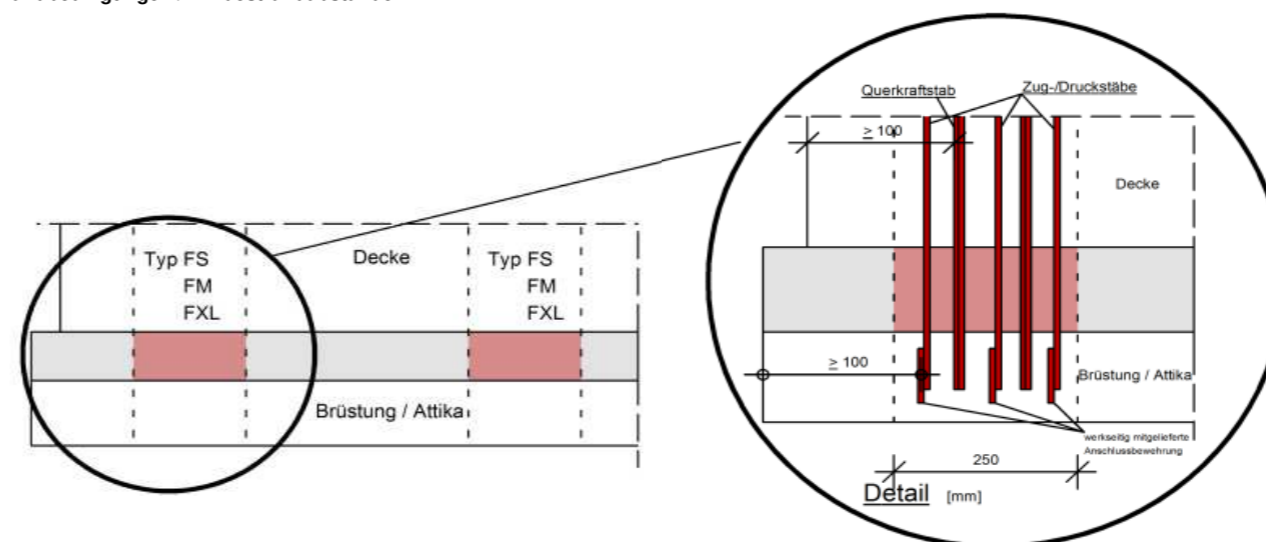 Typ FS
FM
FXL
Decke
Typ FS
FM
FXL
Brüstung / Attika
Querkraftstab
Zug-/Druckstäbe
≥ 100
Decke
≥ 100
Brüstung / Attika
werkseitig mitgelieferte
Anschlussbewehrung
250
Detail [mm]